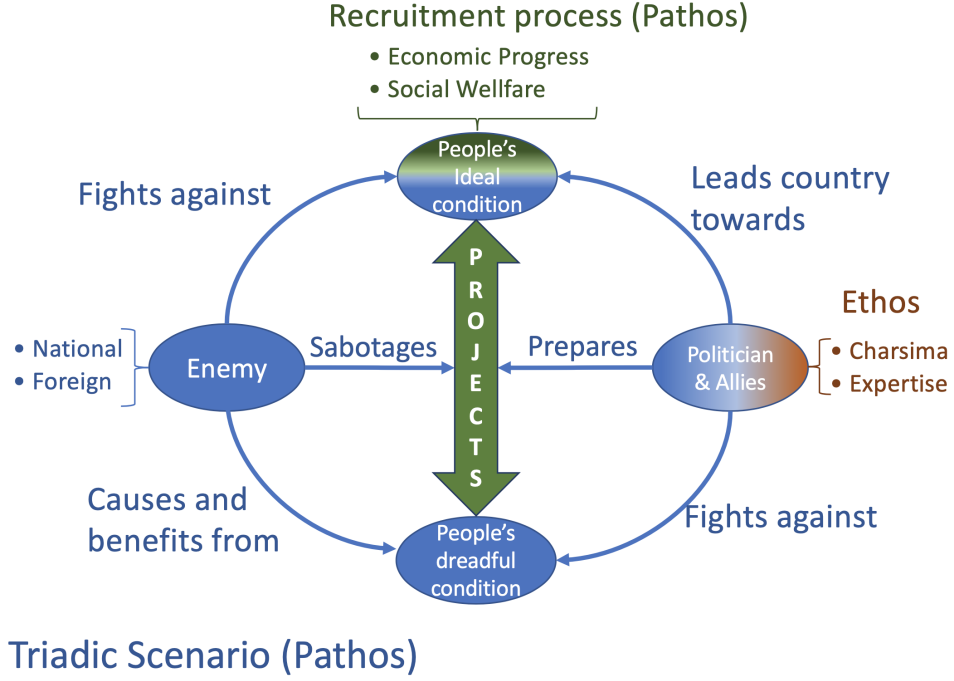 Recruitment process (Pathos)
• Economic Progress
• Social Wellfare
People's
Ideal
condition
Fights against
Leads country
towards
P
R
O
J
E
C
T
S
Ethos
• National
• Foreign
Enemy
Sabotages
Prepares
Politician
& Allies
• Charsima
• Expertise
Causes and
benefits from
Fights against
People's
dreadful
condition
Triadic Scenario (Pathos)